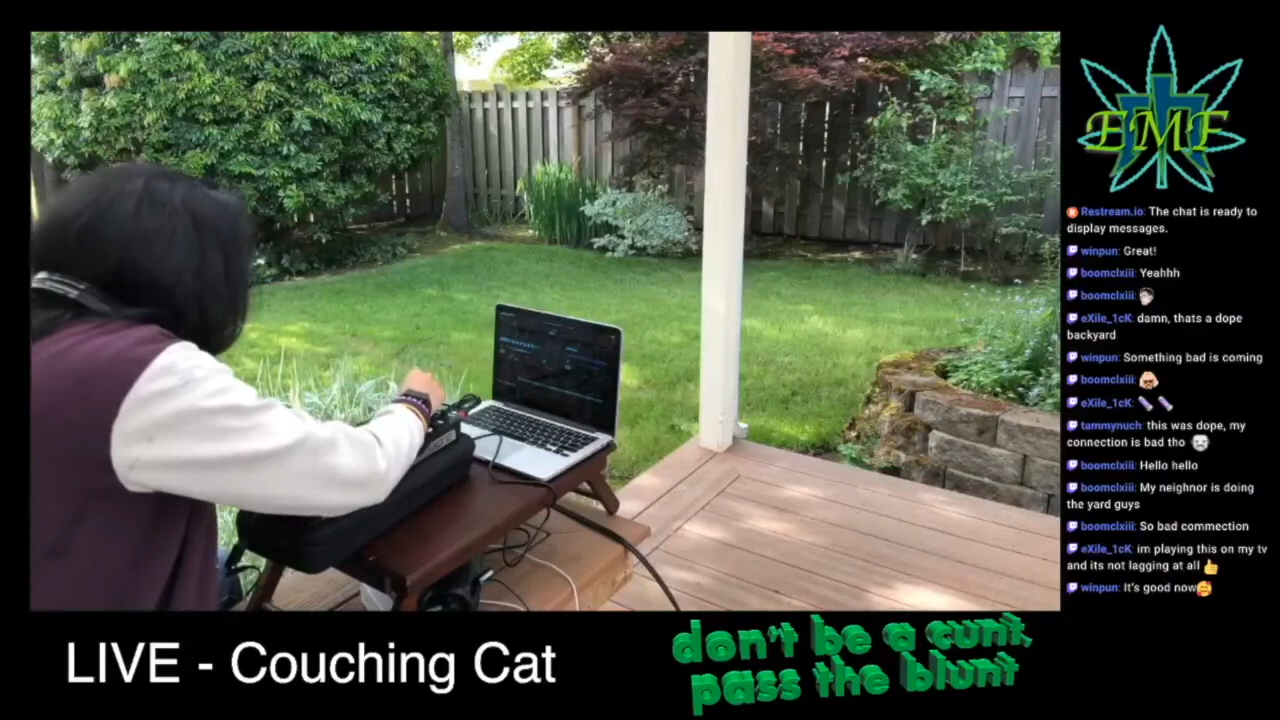 EMF
Restream.io: The chat is ready to
display messages.
winpun: Great!
boomclxiii: Yeahhh
boomclxiii:
eXile_1cK: damn, thats a dope
backyard
winpun: Something bad is coming
boomclxiii:
eXile_1cK:
tammynuch: this was dope, my
connection is bad tho
boomclxiii: Hello hello
boomclxiii: My neighnor is doing
the yard guys
boomclxiii: So bad commection
eXile_1cK: im playing this on my tv
and its not lagging at all
winpun: It's good now
LIVE - Couching Cat
don't be a cunt,
pass the blunt